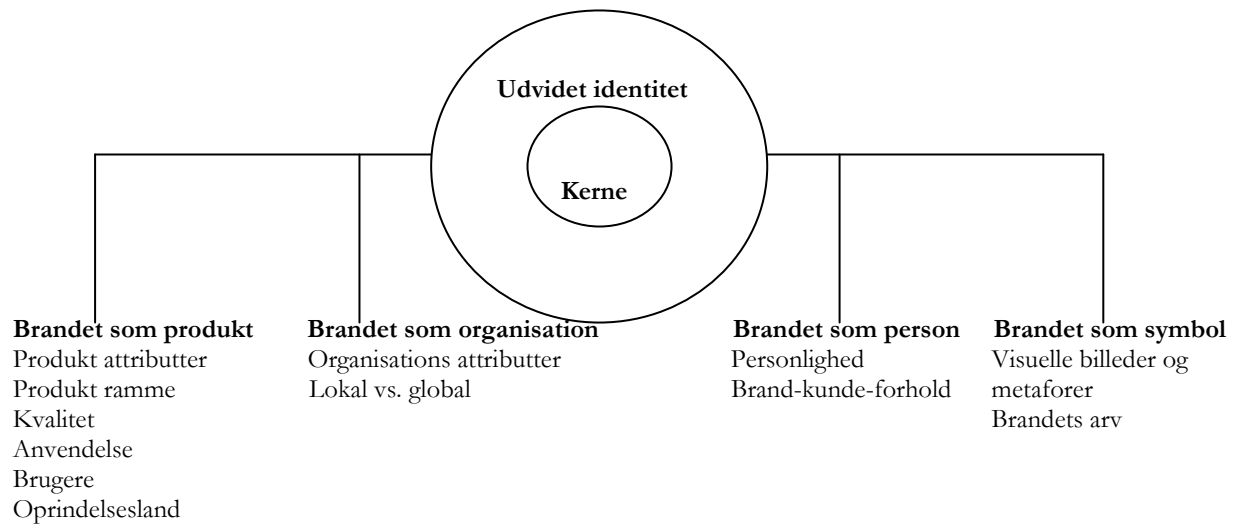 Udvidet identitet
Kerne
Brandet som produkt
Produkt attributter
Produkt ramme
Kvalitet
Anvendelse
Brugere
Oprindelsesland
Brandet som organisation
Organisations attributter
Lokal vs. global
Brandet som person
Personlighed
Brand-kunde-forhold
Brandet som symbol
Visuelle billeder og
metaforer
Brandets arv